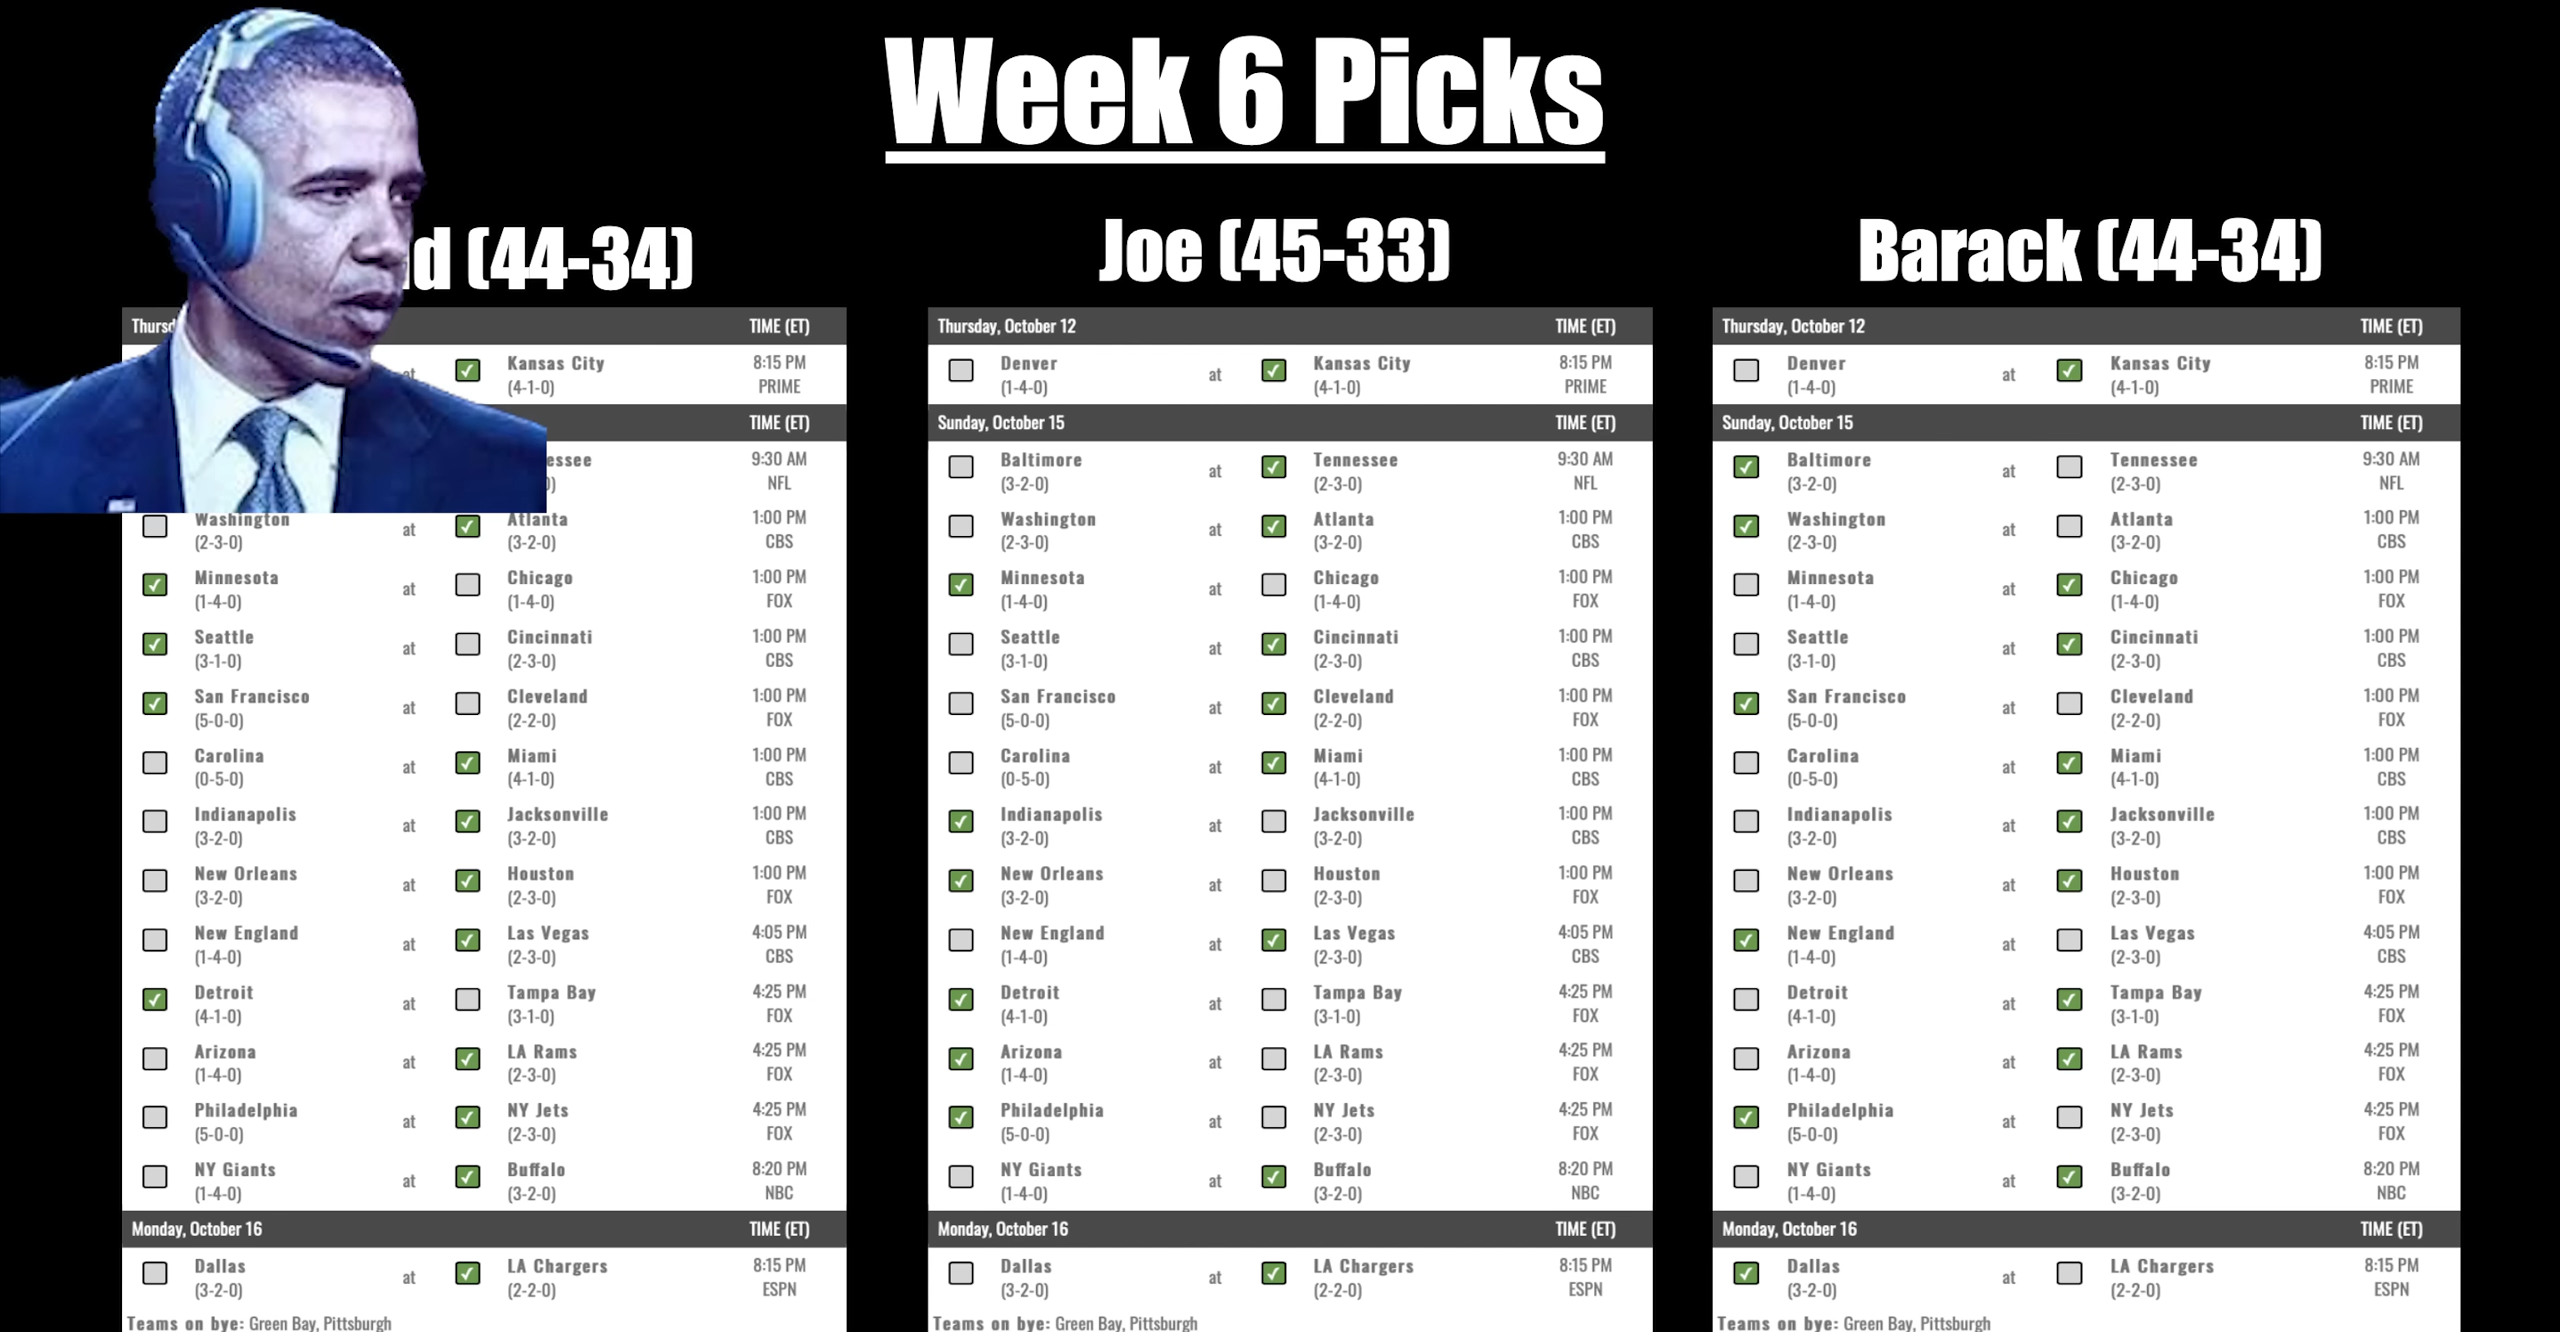 Week 6 Picks
d (44-34)
Joe (45-33)
Barack (44-34)
TIME (ET)
at Kansas City 8:15 PM
(4-1-0) PRIME
TIME (ET)
9:30 AM
NFL
Washington at Atlanta 1:00 PM
(2-3-0) (3-2-0) CBS
Minnesota at Chicago 1:00 PM
(1-4-0) (1-4-0) FOX
Seattle at Cincinnati 1:00 PM
(3-1-0) (2-3-0) CBS
San Francisco at Cleveland 1:00 PM
(5-0-0) (2-2-0) FOX
Carolina at Miami 1:00 PM
(0-5-0) (4-1-0) CBS
Indianapolis at Jacksonville 1:00 PM
(3-2-0) (3-2-0) CBS
New Orleans at Houston 1:00 PM
(3-2-0) (2-3-0) FOX
New England at Las Vegas 4:05 PM
(1-4-0) (2-3-0) CBS
Detroit at Tampa Bay 4:25 PM
(4-1-0) (3-1-0) FOX
Arizona at LA Rams 4:25 PM
(1-4-0) (2-3-0) FOX
Philadelphia at NY Jets 4:25 PM
(5-0-0) (2-3-0) FOX
NY Giants at Buffalo 8:20 PM
(1-4-0) (3-2-0) NBC
Monday, October 16 TIME (ET)
Dallas at LA Chargers 8:15 PM
(3-2-0) (2-2-0) ESPN
Teams on bye: Green Bay, Pittsburgh
Thursday, October 12 TIME (ET)
Denver at Kansas City 8:15 PM
(1-4-0) (4-1-0) PRIME
Sunday, October 15 TIME (ET)
Baltimore at Tennessee 9:30 AM
(3-2-0) (2-3-0) NFL
Washington at Atlanta 1:00 PM
(2-3-0) (3-2-0) CBS
Minnesota at Chicago 1:00 PM
(1-4-0) (1-4-0) FOX
Seattle at Cincinnati 1:00 PM
(3-1-0) (2-3-0) CBS
San Francisco at Cleveland 1:00 PM
(5-0-0) (2-2-0) FOX
Carolina at Miami 1:00 PM
(0-5-0) (4-1-0) CBS
Indianapolis at Jacksonville 1:00 PM
(3-2-0) (3-2-0) CBS
New Orleans at Houston 1:00 PM
(3-2-0) (2-3-0) FOX
New England at Las Vegas 4:05 PM
(1-4-0) (2-3-0) CBS
Detroit at Tampa Bay 4:25 PM
(4-1-0) (3-1-0) FOX
Arizona at LA Rams 4:25 PM
(1-4-0) (2-3-0) FOX
Philadelphia at NY Jets 4:25 PM
(5-0-0) (2-3-0) FOX
NY Giants at Buffalo 8:20 PM
(1-4-0) (3-2-0) NBC
Monday, October 16 TIME (ET)
Dallas at LA Chargers 8:15 PM
(3-2-0) (2-2-0) ESPN
Teams on bye: Green Bay, Pittsburgh
Thursday, October 12 TIME (ET)
Denver at Kansas City 8:15 PM
(1-4-0) (4-1-0) PRIME
Sunday, October 15 TIME (ET)
Baltimore at Tennessee 9:30 AM
(3-2-0) (2-3-0) NFL
Washington at Atlanta 1:00 PM
(2-3-0) (3-2-0) CBS
Minnesota at Chicago 1:00 PM
(1-4-0) (1-4-0) FOX
Seattle at Cincinnati 1:00 PM
(3-1-0) (2-3-0) CBS
San Francisco at Cleveland 1:00 PM
(5-0-0) (2-2-0) FOX
Carolina at Miami 1:00 PM
(0-5-0) (4-1-0) CBS
Indianapolis at Jacksonville 1:00 PM
(3-2-0) (3-2-0) CBS
New Orleans at Houston 1:00 PM
(3-2-0) (2-3-0) FOX
New England at Las Vegas 4:05 PM
(1-4-0) (2-3-0) CBS
Detroit at Tampa Bay 4:25 PM
(4-1-0) (3-1-0) FOX
Arizona at LA Rams 4:25 PM
(1-4-0) (2-3-0) FOX
Philadelphia at NY Jets 4:25 PM
(5-0-0) (2-3-0) FOX
NY Giants at Buffalo 8:20 PM
(1-4-0) (3-2-0) NBC
Monday, October 16 TIME (ET)
Dallas at LA Chargers 8:15 PM
(3-2-0) (2-2-0) ESPN
Teams on bye: Green Bay, Pittsburgh